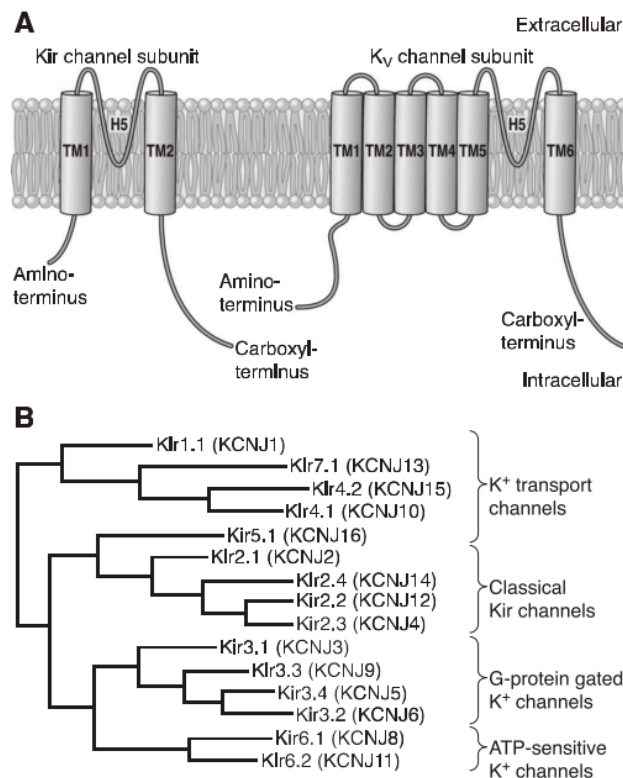 A
Extracellular
Kir channel subunit
KV channel subunit
H5
H5
TM1
TM2
TM1
TM2
TM3
TM4
TM5
TM6
Amino-
terminus
Amino-
terminus
Carboxyl-
terminus
Carboxyl-
terminus
Intracellular
B
Kir1.1 (KCNJ1)
Kir7.1 (KCNJ13)
Kir4.2 (KCNJ15)
Kir4.1 (KCNJ10)
K+ transport
channels
Kir5.1 (KCNJ16)
Kir2.1 (KCNJ2)
Kir2.4 (KCNJ14)
Kir2.2 (KCNJ12)
Kir2.3 (KCNJ4)
Classical
Kir channels
Kir3.1 (KCNJ3)
Kir3.3 (KCNJ9)
Kir3.4 (KCNJ5)
Kir3.2 (KCNJ6)
G-protein gated
K+ channels
Kir6.1 (KCNJ8)
Kir6.2 (KCNJ11)
ATP-sensitive
K+ channels